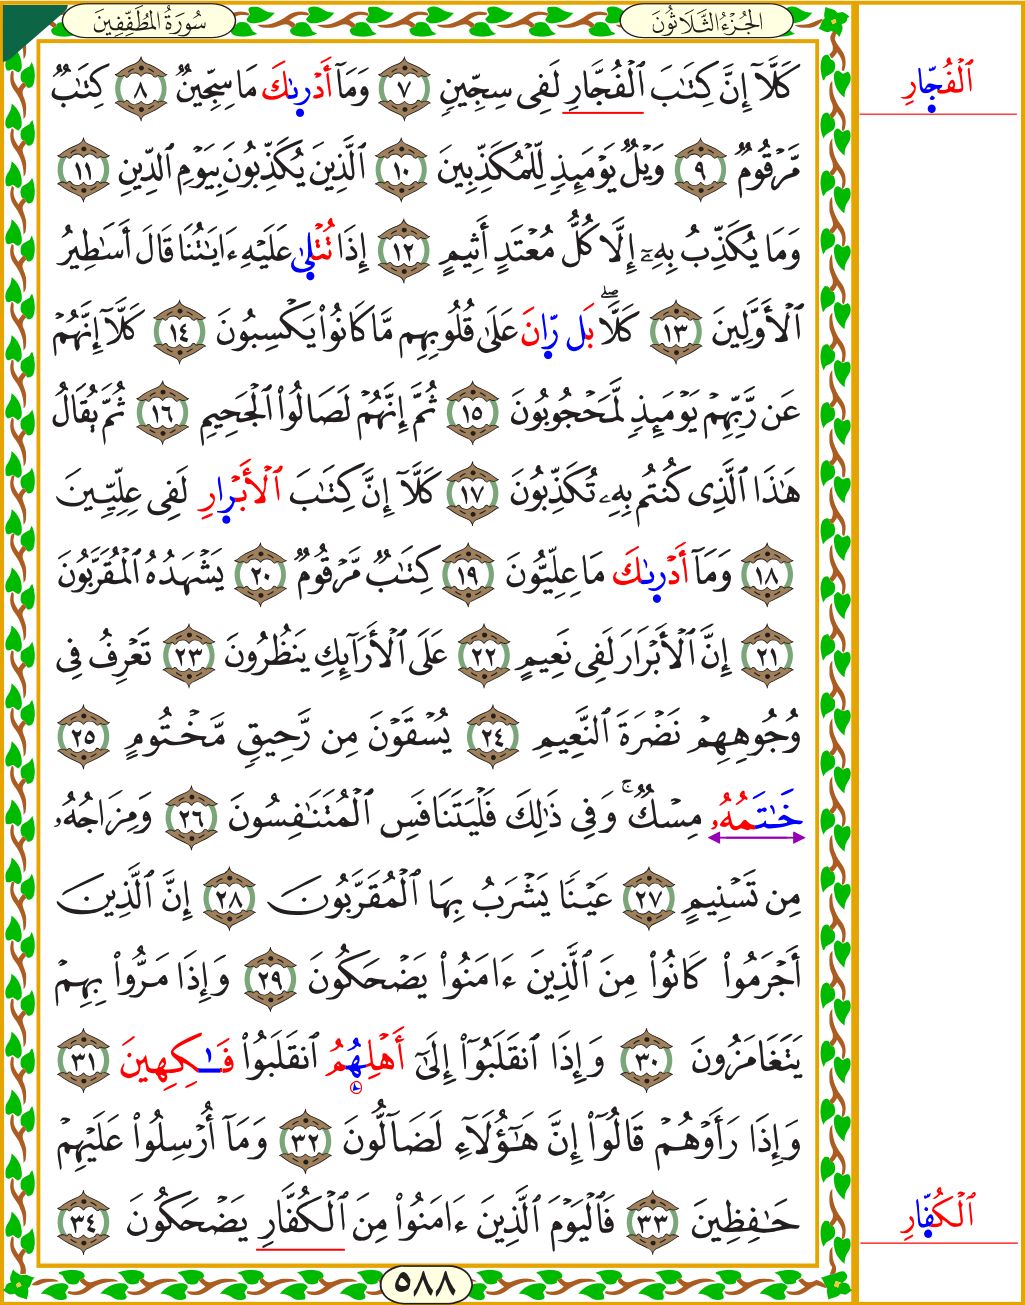 سُورَةُ المُطَفِّفِينَ
الجُزْءُ الثَّلَاثُونَ
كَلَّآ إِنَّ كِتَٰبَ ٱلْفُجَّارِ لَفِى سِجِّينٍ ٧ وَمَآ أَدْرىٰكَ مَا سِجِّينٌ ٨ كِتَٰبٌ
ٱلْفُجّارِ
مَّرْقُومٌ ٩ وَيْلٌ يَوْمَئِذٍ لِّلْمُكَذِّبِينَ ١٠ ٱلَّذِينَ يُكَذِّبُونَ بِيَوْمِ ٱلدِّينِ ١١
وَمَا يُكَذِّبُ بِهِۦٓ إِلَّا كُلُّ مُعْتَدٍ أَثِيمٍ ١٢ إِذَا تُتْلىٰ عَلَيْهِ ءَايَٰتُنَا قَالَ أَسَٰطِيرُ
ٱلْأَوَّلِينَ ١٣ كَلَّاۖ بَل رّانَ عَلَىٰ قُلُوبِهِم مَّا كَانُوا۟ يَكْسِبُونَ ١٤ كَلَّآ إِنَّهُمْ
عَن رَّبِّهِمْ يَوْمَئِذٍ لَّمَحْجُوبُونَ ١٥ ثُمَّ إِنَّهُمْ لَصَالُوا۟ ٱلْجَحِيمِ ١٦ ثُمَّ يُقَالُ
هَٰذَا ٱلَّذِى كُنتُم بِهِۦ تُكَذِّبُونَ ١٧ كَلَّآ إِنَّ كِتَٰبَ ٱلْأَبْرارِ لَفِى عِلِّيِّينَ
١٨ وَمَآ أَدْرىٰكَ مَا عِلِّيُّونَ ١٩ كِتَٰبٌ مَّرْقُومٌ ٢٠ يَشْهَدُهُ ٱلْمُقَرَّبُونَ
٢١ إِنَّ ٱلْأَبْرَارَ لَفِى نَعِيمٍ ٢٢ عَلَى ٱلْأَرَآئِكِ يَنظُرُونَ ٢٣ تَعْرِفُ فِى
وُجُوهِهِمْ نَضْرَةَ ٱلنَّعِيمِ ٢٤ يُسْقَوْنَ مِن رَّحِيقٍ مَّخْتُومٍ ٢٥
خَٰتَمُهُۥ مِسْكٌۚ وَفِى ذَٰلِكَ فَلْيَتَنَافَسِ ٱلْمُتَنَٰفِسُونَ ٢٦ وَمِزَاجُهُۥ
مِن تَسْنِيمٍ ٢٧ عَيْنًا يَشْرَبُ بِهَا ٱلْمُقَرَّبُونَ ٢٨ إِنَّ ٱلَّذِينَ
أَجْرَمُوا۟ كَانُوا۟ مِنَ ٱلَّذِينَ ءَامَنُوا۟ يَضْحَكُونَ ٢٩ وَإِذَا مَرُّوا۟ بِهِمْ
يَتَغَامَزُونَ ٣٠ وَإِذَا ٱنقَلَبُوٓا۟ إِلَىٰٓ أَهْلِهُمُ ٱنقَلَبُوا۟ فَٰكِهِينَ ٣١
وَإِذَا رَأَوْهُمْ قَالُوٓا۟ إِنَّ هَٰٓؤُلَآءِ لَضَآلُّونَ ٣٢ وَمَآ أُرْسِلُوا۟ عَلَيْهِمْ
حَٰفِظِينَ ٣٣ فَٱلْيَوْمَ ٱلَّذِينَ ءَامَنُوا۟ مِنَ ٱلْكُفَّارِ يَضْحَكُونَ ٣٤
ٱلْكُفّارِ
٥٨٨